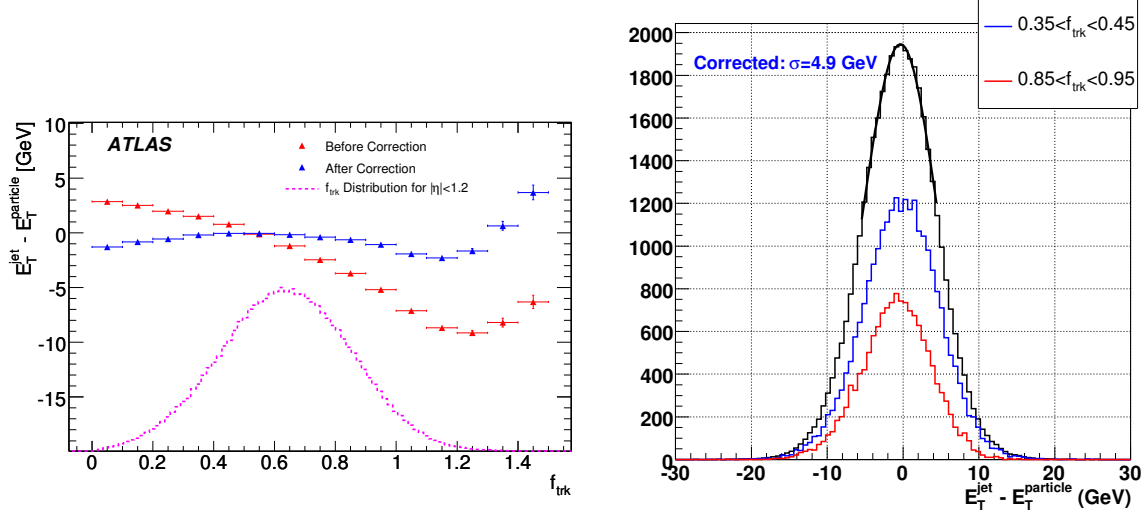 10
5
0
-5
-10
-15
E_T^jet - E_T^particle [GeV]
ATLAS
Before Correction
After Correction
f_trk Distribution for |η|<1.2
0 0.2 0.4 0.6 0.8 1 1.2 1.4
f_trk
2000
1800
1600
1400
1200
1000
800
600
400
200
0
Corrected: σ=4.9 GeV
0.35<f_trk<0.45
0.85<f_trk<0.95
-30 -20 -10 0 10 20 30
E_T^jet - E_T^particle (GeV)